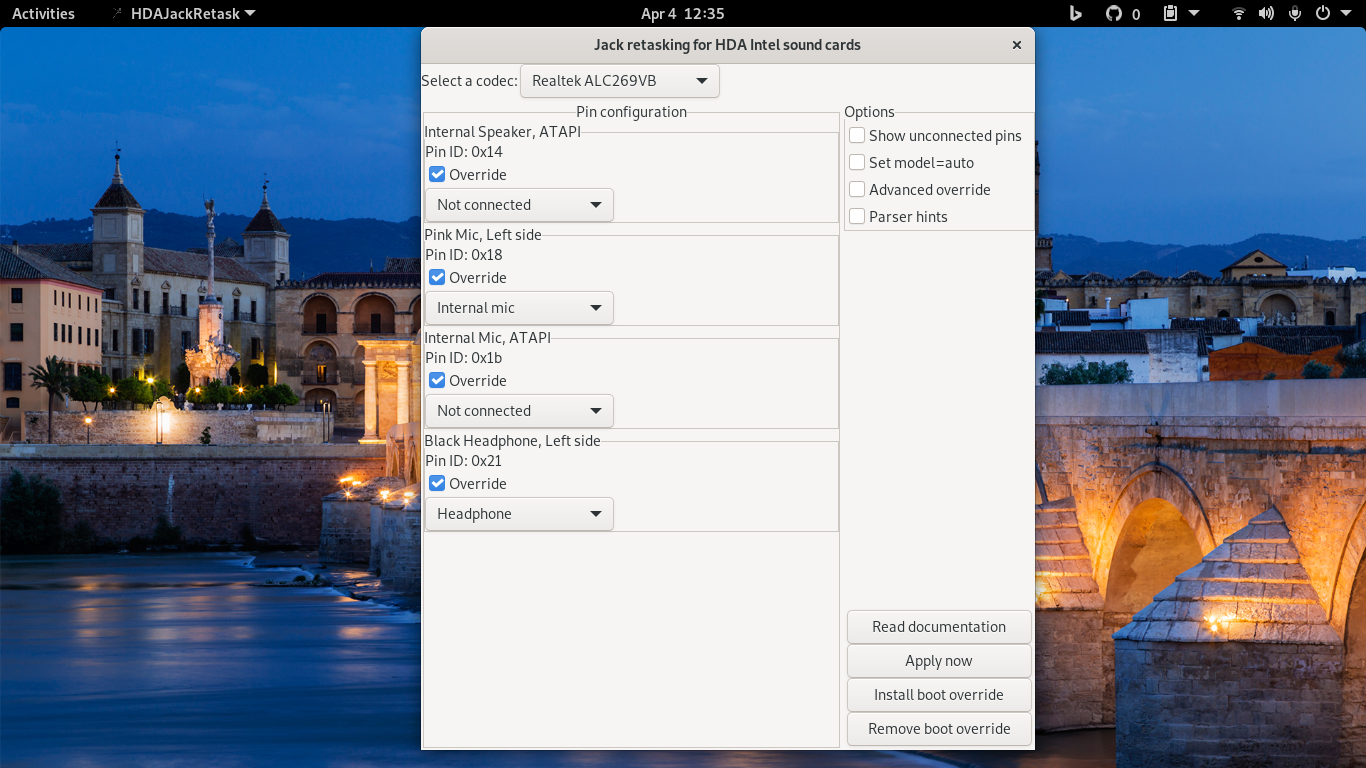 Activities HDAJackRetask Apr 4 12:35 0
Jack retasking for HDA Intel sound cards
Select a codec: Realtek ALC269VB
Pin configuration
Internal Speaker, ATAPI
Pin ID: 0x14
Override
Not connected
Pink Mic, Left side
Pin ID: 0x18
Override
Internal mic
Internal Mic, ATAPI
Pin ID: 0x1b
Override
Not connected
Black Headphone, Left side
Pin ID: 0x21
Override
Headphone
Options
Show unconnected pins
Set model=auto
Advanced override
Parser hints
Read documentation
Apply now
Install boot override
Remove boot override